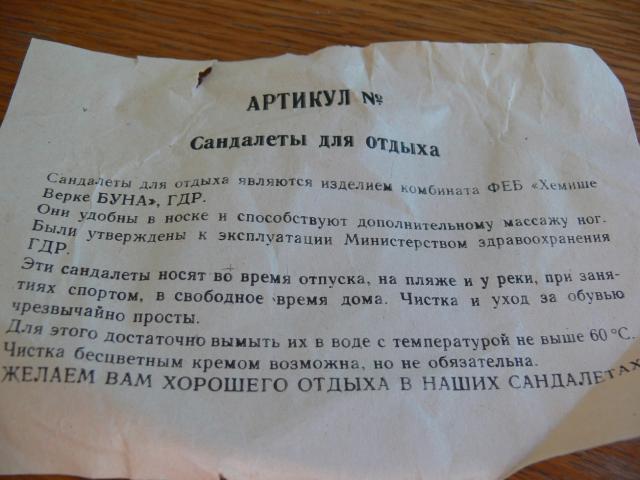 АРТИКУЛ №
Сандалеты для отдыха
Сандалеты для отдыха являются изделием комбината ФЕБ «Хемише
Верке БУНА», ГДР.
Они удобны в носке и способствуют дополнительному массажу ног.
Были утверждены к эксплуатации Министерством здравоохранения
ГДР.
Эти сандалеты носят во время отпуска, на пляже и у реки, при заня-
тиях спортом, в свободное время дома. Чистка и уход за обувью
чрезвычайно просты.
Для этого достаточно вымыть их в воде с температурой не выше 60 °С.
Чистка бесцветным кремом возможна, но не обязательна.
ЖЕЛАЕМ ВАМ ХОРОШЕГО ОТДЫХА В НАШИХ САНДАЛЕТАХ